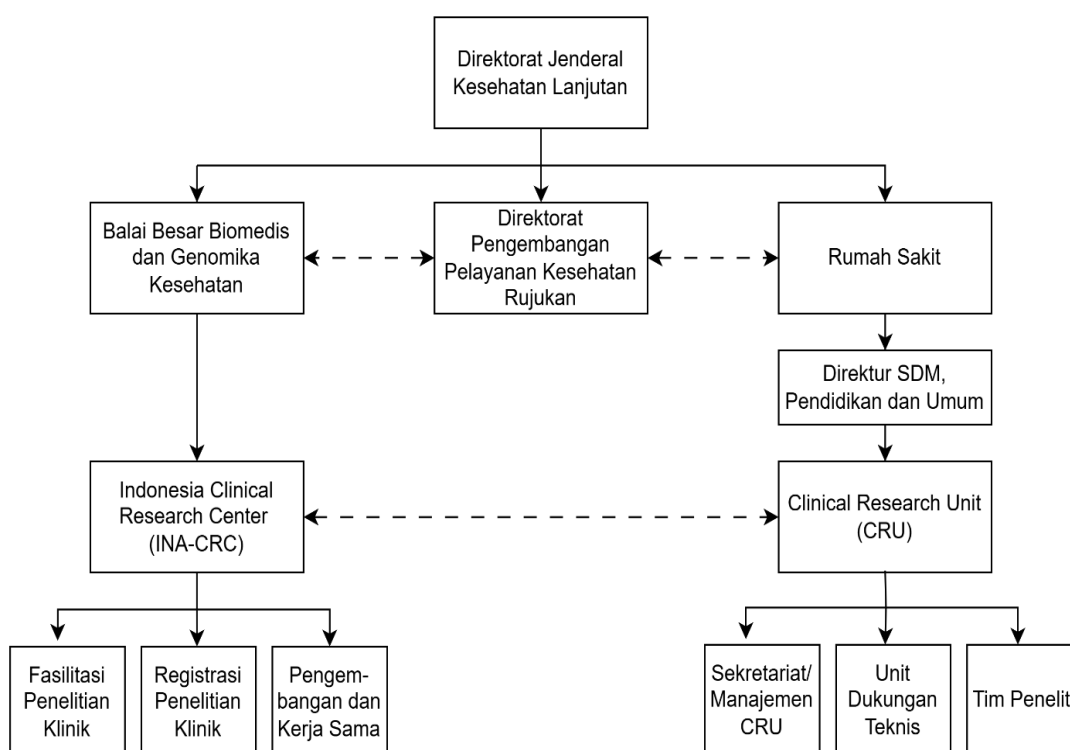 Direktorat Jenderal
Kesehatan Lanjutan
Balai Besar Biomedis
dan Genomika
Kesehatan
Direktorat
Pengembangan
Pelayanan Kesehatan
Rujukan
Rumah Sakit
Direktur SDM,
Pendidikan dan Umum
Indonesia Clinical
Research Center
(INA-CRC)
Clinical Research Unit
(CRU)
Fasilitasi
Penelitian
Klinik
Registrasi
Penelitian
Klinik
Pengem-
bangan dan
Kerja Sama
Sekretariat/
Manajemen
CRU
Unit
Dukungan
Teknis
Tim Penelit